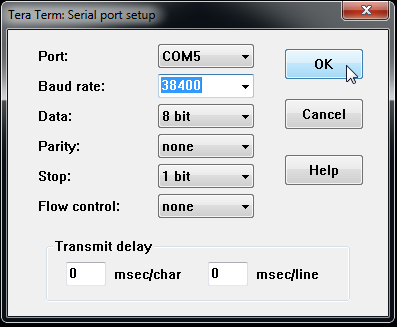 Tera Term: Serial port setup
Port: COM5
OK
Baud rate: 38400
Data: 8 bit
Cancel
Parity: none
Stop: 1 bit
Help
Flow control: none
Transmit delay
0 msec/char 0 msec/line